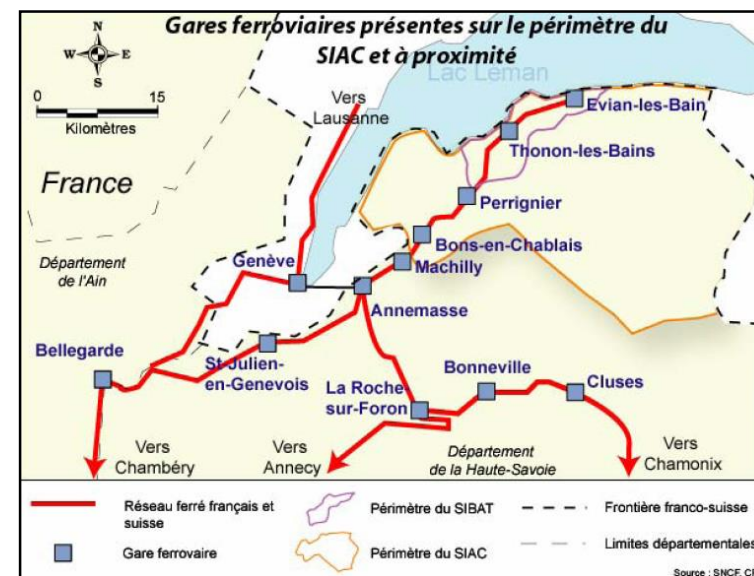 Gares ferroviaires présentes sur le périmètre du
SIAC et à proximité
N
W E
S
0 15
Kilomètres
Lac Léman
Vers
Lausanne
Evian-les-Bain
Thonon-les-Bains
France
Perrignier
Bons-en-Chablais
Département
de l'Ain
Genève
Machilly
Annemasse
Bellegarde
St-Julien-
en-Genevois
La Roche-
sur-Foron
Bonneville
Cluses
Vers
Chambéry
Vers
Annecy
Département
de la Haute-Savoie
Vers
Chamonix
Réseau ferré français et
suisse
Périmètre du SIBAT
Frontière franco-suisse
Gare ferrovaire
Périmètre du SIAC
Limites départementales
Source : SNCF,